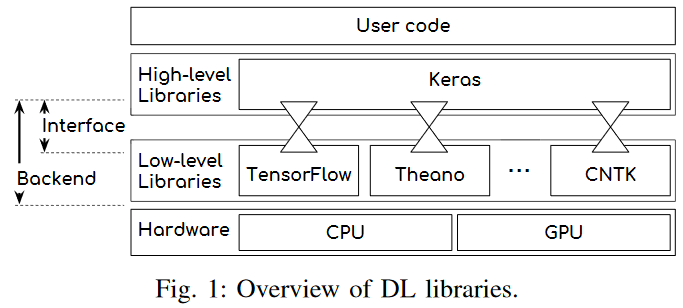 User code
High-level
Libraries
Keras
Interface
Backend
Low-level
Libraries
TensorFlow
Theano
...
CNTK
Hardware
CPU
GPU
Fig. 1: Overview of DL libraries.